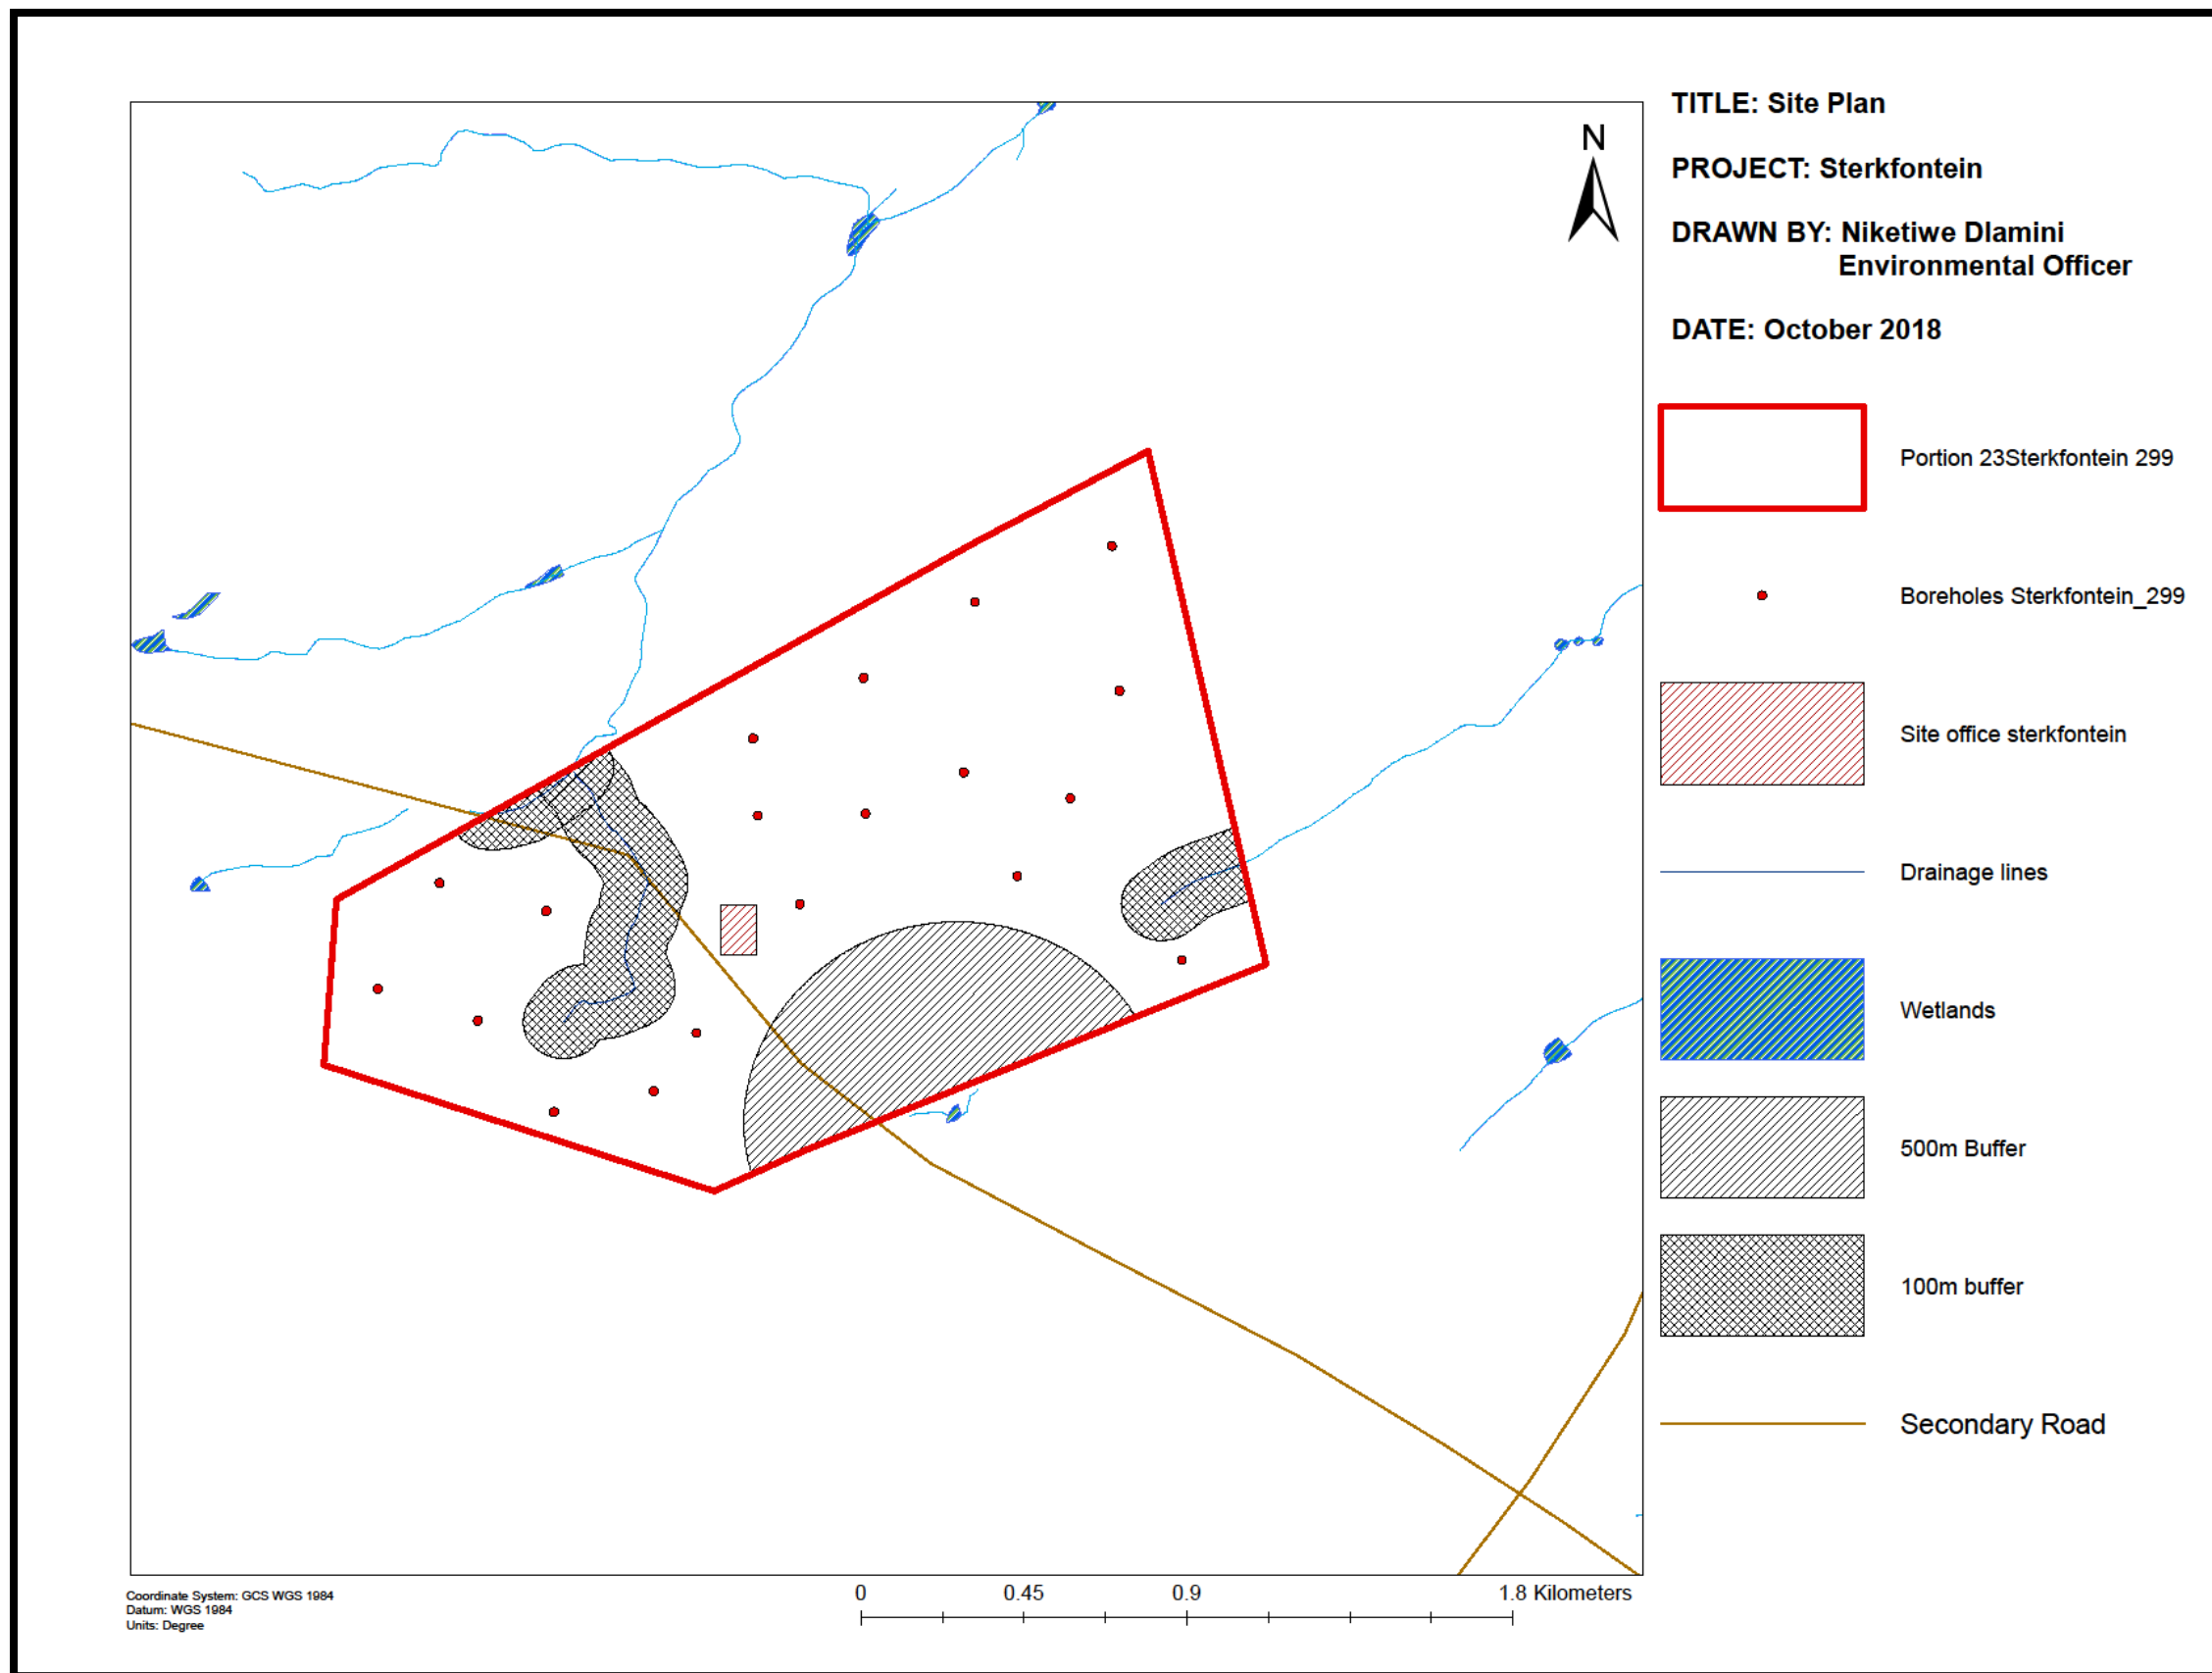 TITLE: Site Plan
PROJECT: Sterkfontein
DRAWN BY: Niketiwe Dlamini
Environmental Officer
DATE: October 2018
N
Portion 23Sterkfontein 299
Boreholes Sterkfontein_299
Site office sterkfontein
Drainage lines
Wetlands
500m Buffer
100m buffer
Secondary Road
Coordinate System: GCS WGS 1984
Datum: WGS 1984
Units: Degree
0 0.45 0.9 1.8 Kilometers